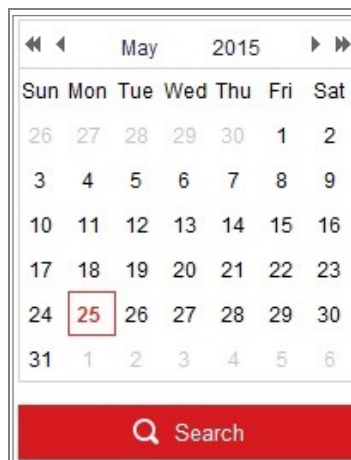 May 2015
Sun Mon Tue Wed Thu Fri Sat
26 27 28 29 30 1 2
3 4 5 6 7 8 9
10 11 12 13 14 15 16
17 18 19 20 21 22 23
24 25 26 27 28 29 30
31 1 2 3 4 5 6
Search